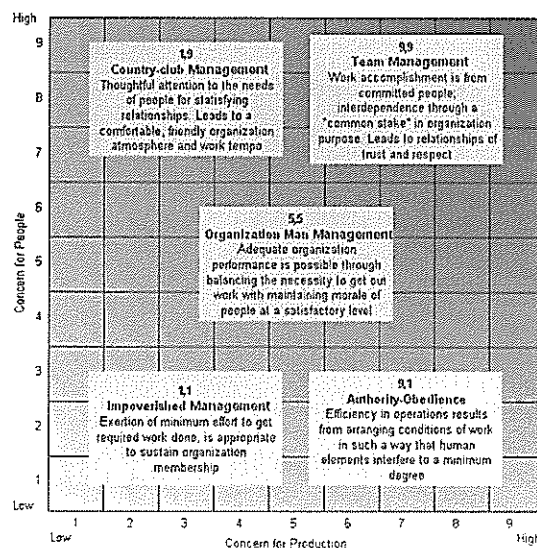 High
9
8
7
6
5
4
3
2
1
Low
Concern for People
1,9
Country-club Management
Thoughtful attention to the needs
of people for statisfying
relationships. Leads to a
comfortable, friendly organization
atmosphere and work tempo
9,9
Team Management
Work accomplishment is from
committed people;
interdependence through a
"common stake" in organization
purpose. Leads to relationships of
trust and respect
5,5
Organization Man Management
Adequate organization
performance is possible through
balancing the necessity to get out
work with maintaining morale of
people at a satisfactory level
1,1
Impoverished Management
Exertion of minimum effort to get
required work done, is appropriate
to sustain organization
membership
9,1
Authority-Obedience
Efficiency in operations results
from arranging conditions of work
in such a way that human
elements interfere to a minimum
degree
1 2 3 4 5 6 7 8 9
Low
Concern for Production
High